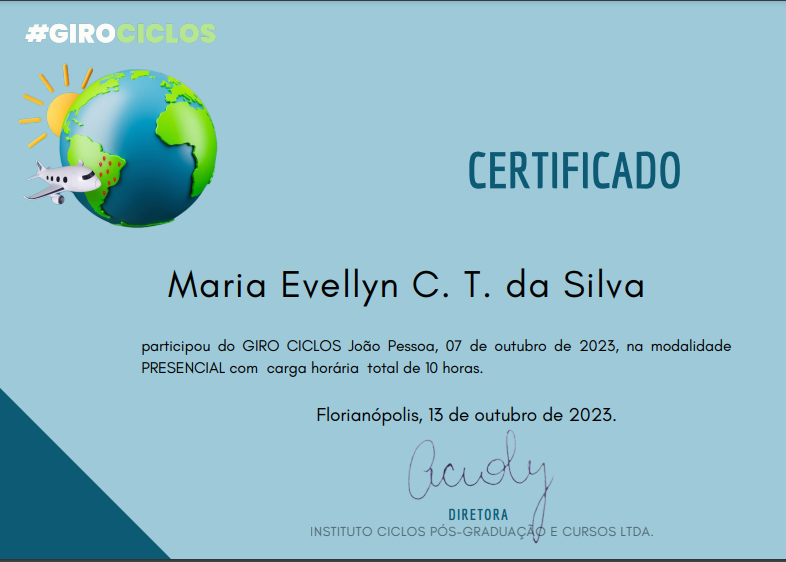 #GIROCICLOS
CERTIFICADO
Maria Evellyn C. T. da Silva
participou do GIRO CICLOS João Pessoa, 07 de outubro de 2023, na modalidade
PRESENCIAL com carga horária total de 10 horas.
Florianópolis, 13 de outubro de 2023.
DIRETORA
INSTITUTO CICLOS PÓS-GRADUAÇÃO E CURSOS LTDA.